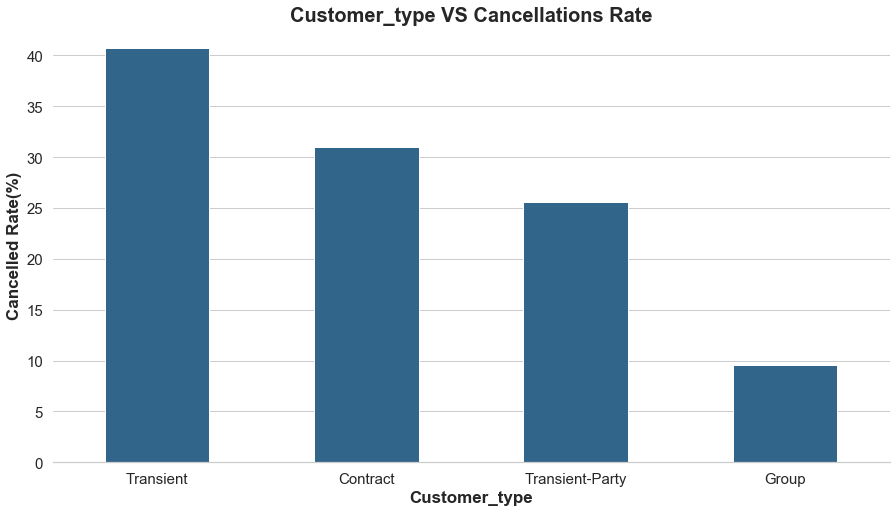 Customer_type VS Cancellations Rate
Cancelled Rate(%)
40
35
30
25
20
15
10
5
0
Transient Contract Transient-Party Group
Customer_type